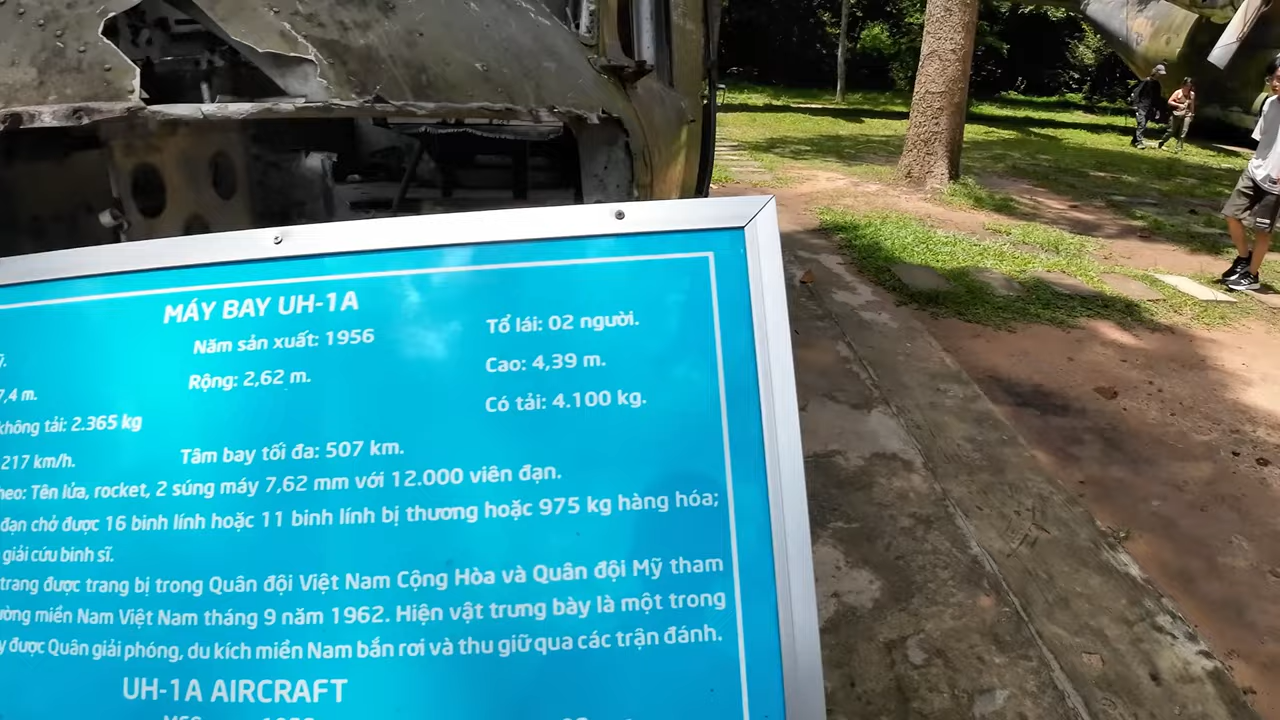 MÁY BAY UH-1A
Năm sản xuất: 1956 Tổ lái: 02 người.
7,4 m. Rộng: 2,62 m. Cao: 4,39 m.
không tải: 2.365 kg Có tải: 4.100 kg.
217 km/h. Tầm bay tối đa: 507 km.
heo: Tên lửa, rocket, 2 súng máy 7,62 mm với 12.000 viên đạn.
đạn chở được 16 binh lính hoặc 11 binh lính bị thương hoặc 975 kg hàng hóa;
giải cứu binh sĩ.
trang được trang bị trong Quân đội Việt Nam Cộng Hòa và Quân đội Mỹ tham
ường miền Nam Việt Nam tháng 9 năm 1962. Hiện vật trưng bày là một trong
y được Quân giải phóng, du kích miền Nam bắn rơi và thu giữ qua các trận đánh.
UH-1A AIRCRAFT